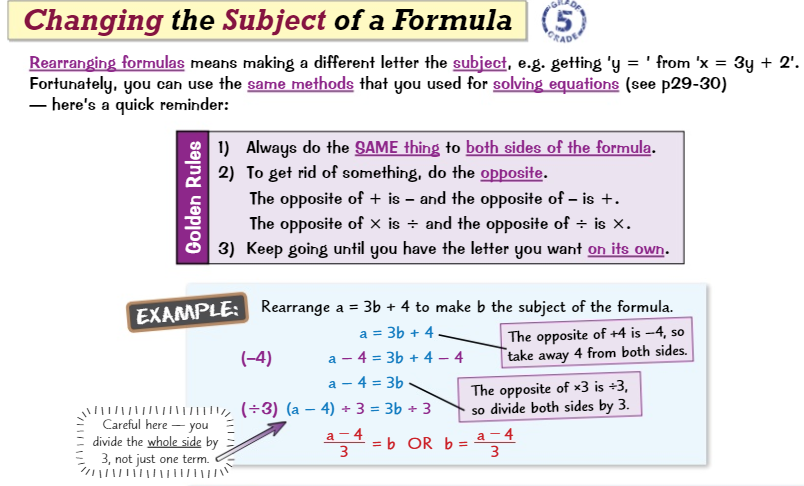 Changing the Subject of a Formula
GRADE
5
GRADE
Rearranging formulas means making a different letter the subject, e.g. getting 'y = ' from 'x = 3y + 2'.
Fortunately, you can use the same methods that you used for solving equations (see p29-30)
— here's a quick reminder:
Golden Rules
1) Always do the SAME thing to both sides of the formula.
2) To get rid of something, do the opposite.
The opposite of + is – and the opposite of – is +.
The opposite of × is ÷ and the opposite of ÷ is ×.
3) Keep going until you have the letter you want on its own.
EXAMPLE:
Rearrange a = 3b + 4 to make b the subject of the formula.
a = 3b + 4
The opposite of +4 is –4, so
take away 4 from both sides.
(–4) a – 4 = 3b + 4 – 4
a – 4 = 3b
The opposite of ×3 is ÷3,
so divide both sides by 3.
(÷3) (a – 4) ÷ 3 = 3b ÷ 3
Careful here — you
divide the whole side by
3, not just one term.
a – 4
3
= b OR b =
a – 4
3